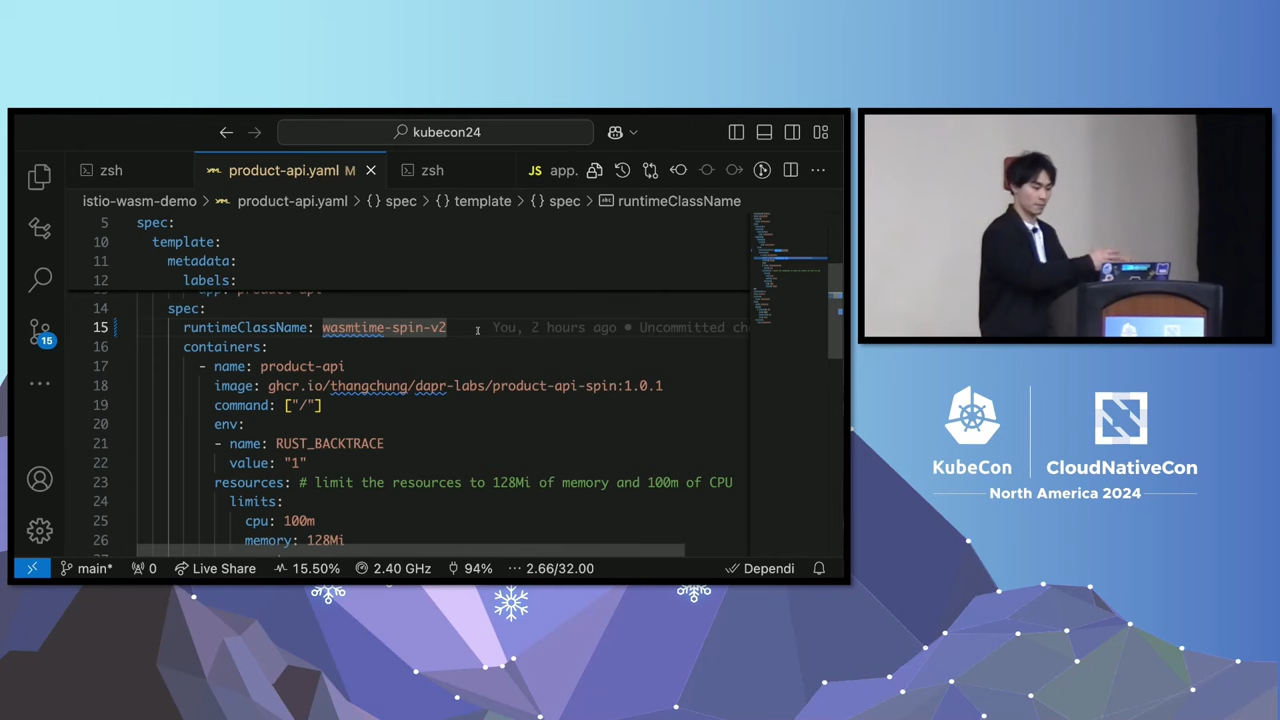 kubecon24
zsh
product-api.yaml M
zsh
JS app.
istio-wasm-demo
product-api.yaml
{} spec
{} template
{} spec
runtimeClassName
5 spec:
10 template:
11 metadata:
12 labels:
app: product-api
14 spec:
15 runtimeClassName: wasmtime-spin-v2 You, 2 hours ago • Uncommitted ch
16 containers:
17 - name: product-api
18 image: ghcr.io/thangchung/dapr-labs/product-api-spin:1.0.1
19 command: ["/"]
20 env:
21 - name: RUST_BACKTRACE
22 value: "1"
23 resources: # limit the resources to 128Mi of memory and 100m of CPU
24 limits:
25 cpu: 100m
26 memory: 128Mi
15
main* 0 Live Share 15.50% 2.40 GHz 94% ··· 2.66/32.00 Dependi
KubeCon
CloudNativeCon
North America 2024